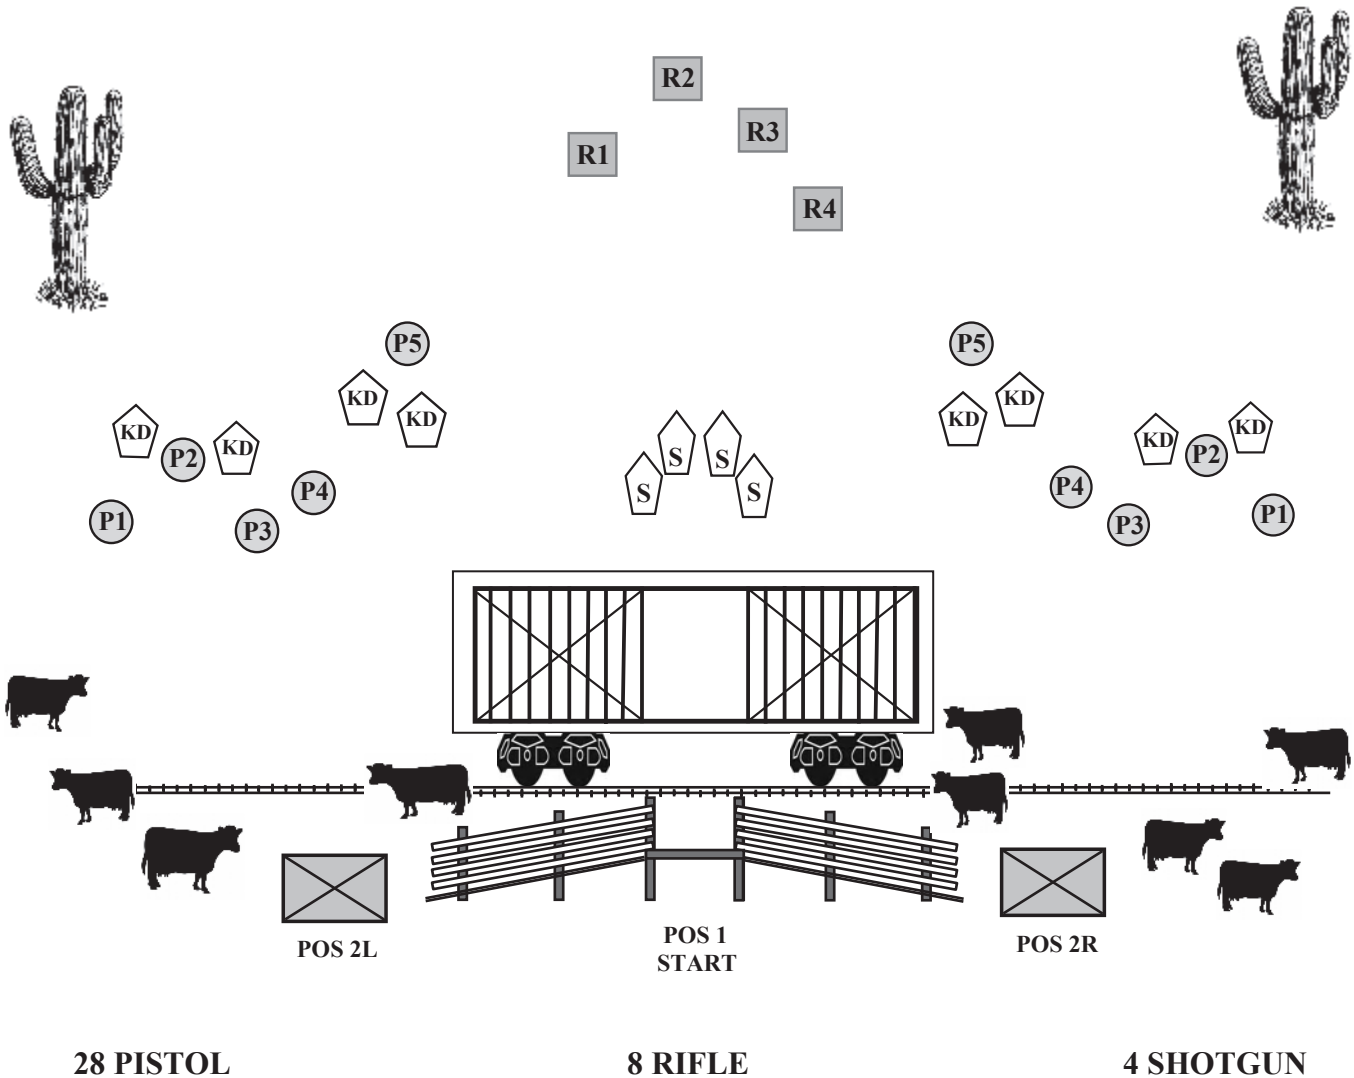 R2
R3
R1
R4
P5
P5
KD
KD
KD
KD
KD
KD
P2
KD
S
S
KD
P2
KD
P1
P3
P4
S
S
P4
P3
P1
POS 2L
POS 1
START
POS 2R
28 PISTOL
8 RIFLE
4 SHOTGUN